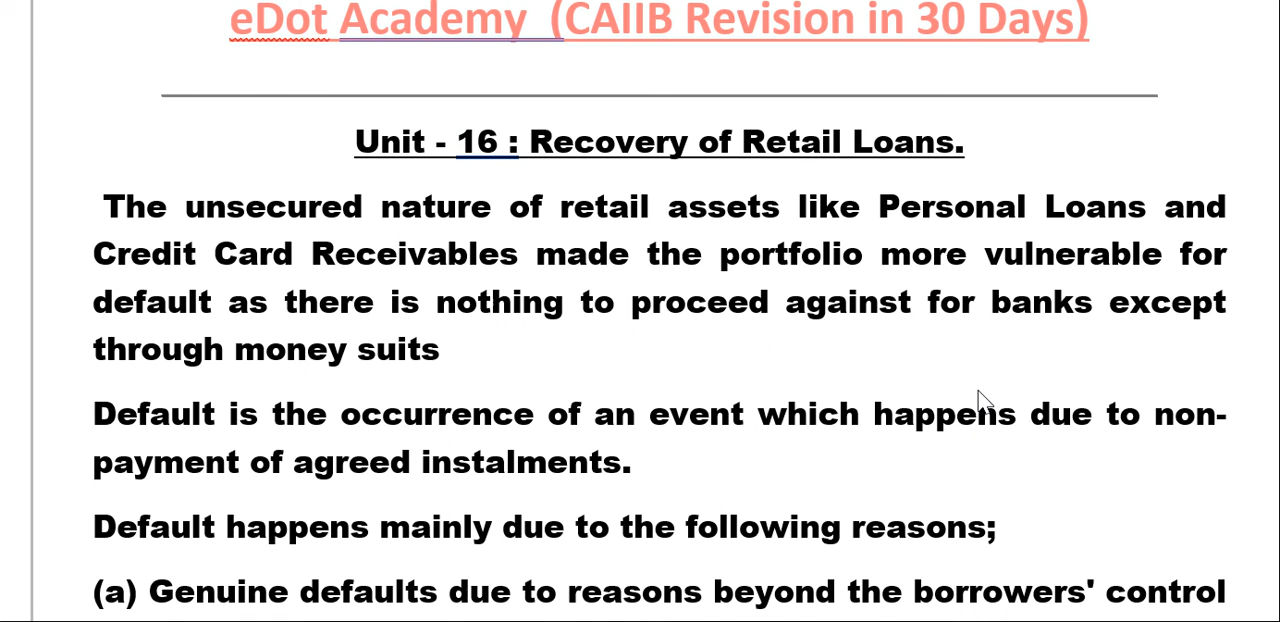 eDot Academy (CAIIB Revision in 30 Days)
Unit - 16 : Recovery of Retail Loans.
The unsecured nature of retail assets like Personal Loans and
Credit Card Receivables made the portfolio more vulnerable for
default as there is nothing to proceed against for banks except
through money suits
Default is the occurrence of an event which happens due to non-
payment of agreed instalments.
Default happens mainly due to the following reasons;
(a) Genuine defaults due to reasons beyond the borrowers' control